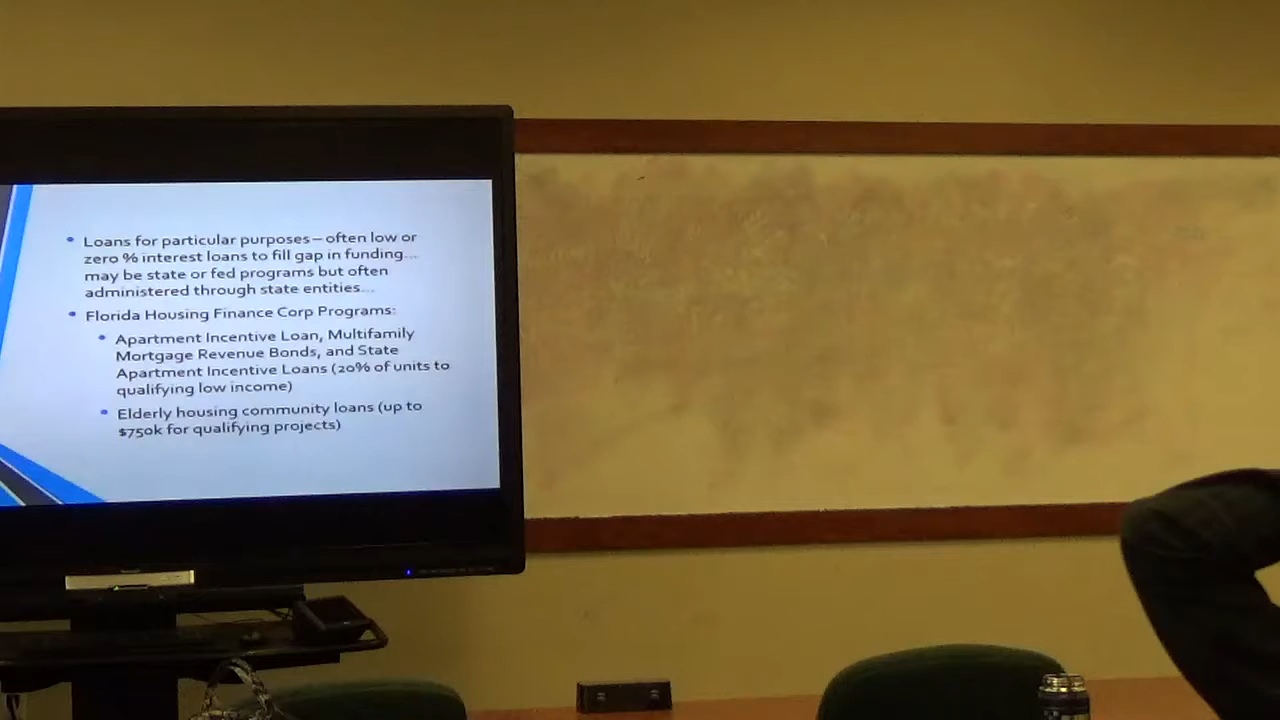 Loans for particular purposes – often low or
zero % interest loans to fill gap in funding...
may be state or fed programs but often
administered through state entities...
Florida Housing Finance Corp Programs:
Apartment Incentive Loan, Multifamily
Mortgage Revenue Bonds, and State
Apartment Incentive Loans (20% of units to
qualifying low income)
Elderly housing community loans (up to
$750k for qualifying projects)